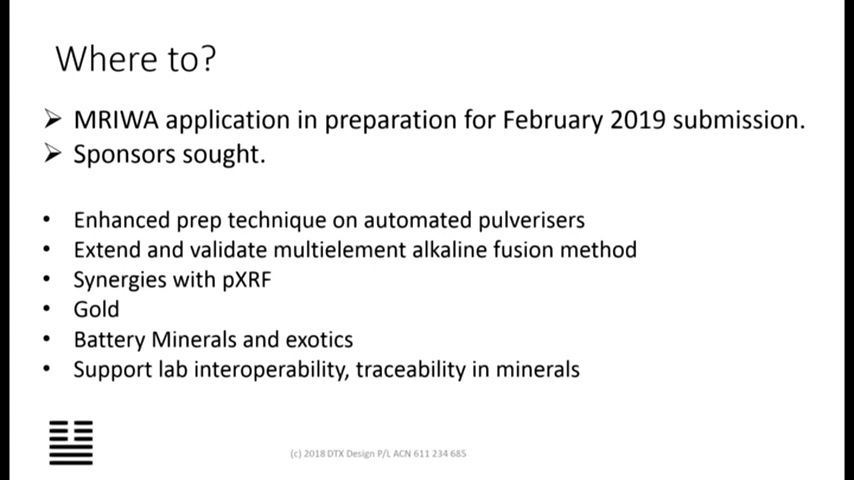 Where to?
➢ MRIWA application in preparation for February 2019 submission.
➢ Sponsors sought.
• Enhanced prep technique on automated pulverisers
• Extend and validate multielement alkaline fusion method
• Synergies with pXRF
• Gold
• Battery Minerals and exotics
• Support lab interoperability, traceability in minerals
(c) 2018 DTX Design P/L ACN 611 234 685